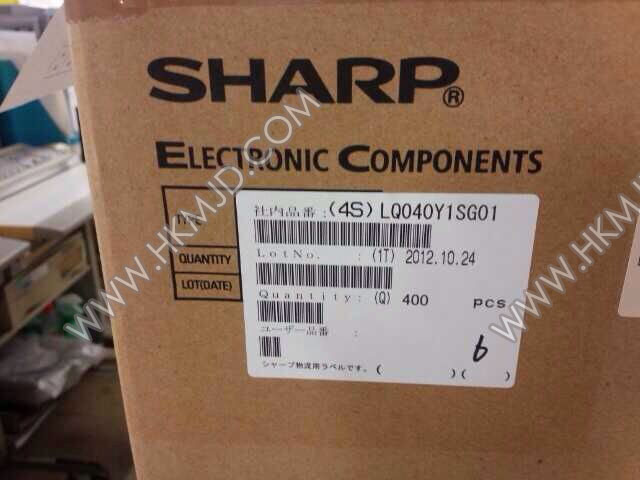 SHARP®
ELECTRONIC COMPONENTS
社内品番 : (4S) LQ040Y1SG01
LotNo. : (1T) 2012.10.24
QUANTITY
LOT(DATE)
Quantity: (Q) 400 pcs
ユーザー品番 :
6
シャープ物流用ラベルです。 ( )( )
WWW.HKMJD.COM
WWW.HKMJD.COM